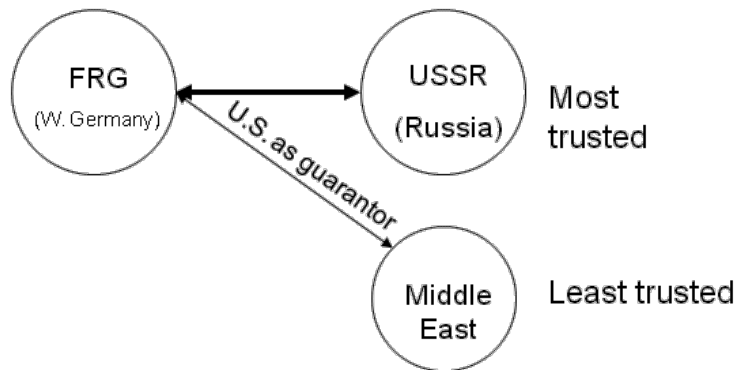 FRG
(W. Germany)
USSR
(Russia)
Most
trusted
U.S. as guarantor
Middle
East
Least trusted